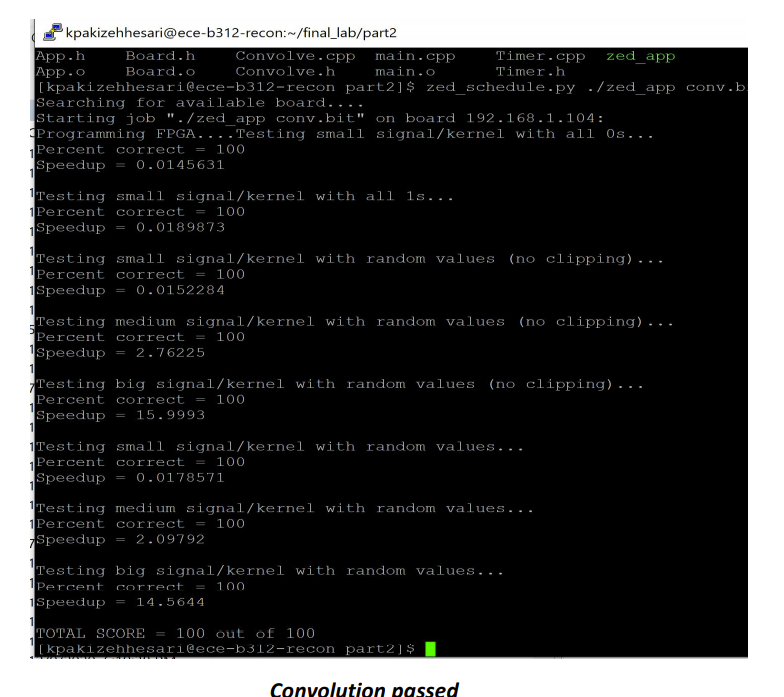 kpakizehhesari@ece-b312-recon:~/final_lab/part2
App.h Board.h Convolve.cpp main.cpp Timer.cpp zed_app
App.o Board.o Convolve.h main.o Timer.h
[kpakizehhesari@ece-b312-recon part2]$ zed_schedule.py ./zed_app conv.b
Searching for available board....
Starting job "./zed_app conv.bit" on board 192.168.1.104:
Programming FPGA....Testing small signal/kernel with all 0s...
Percent correct = 100
Speedup = 0.0145631
Testing small signal/kernel with all 1s...
Percent correct = 100
Speedup = 0.0189873
Testing small signal/kernel with random values (no clipping)...
Percent correct = 100
Speedup = 0.0152284
Testing medium signal/kernel with random values (no clipping)...
Percent correct = 100
Speedup = 2.76225
Testing big signal/kernel with random values (no clipping)...
Percent correct = 100
Speedup = 15.9993
Testing small signal/kernel with random values...
Percent correct = 100
Speedup = 0.0178571
Testing medium signal/kernel with random values...
Percent correct = 100
Speedup = 2.09792
Testing big signal/kernel with random values...
Percent correct = 100
Speedup = 14.5644
TOTAL SCORE = 100 out of 100
[kpakizehhesari@ece-b312-recon part2]$
Convolution passed